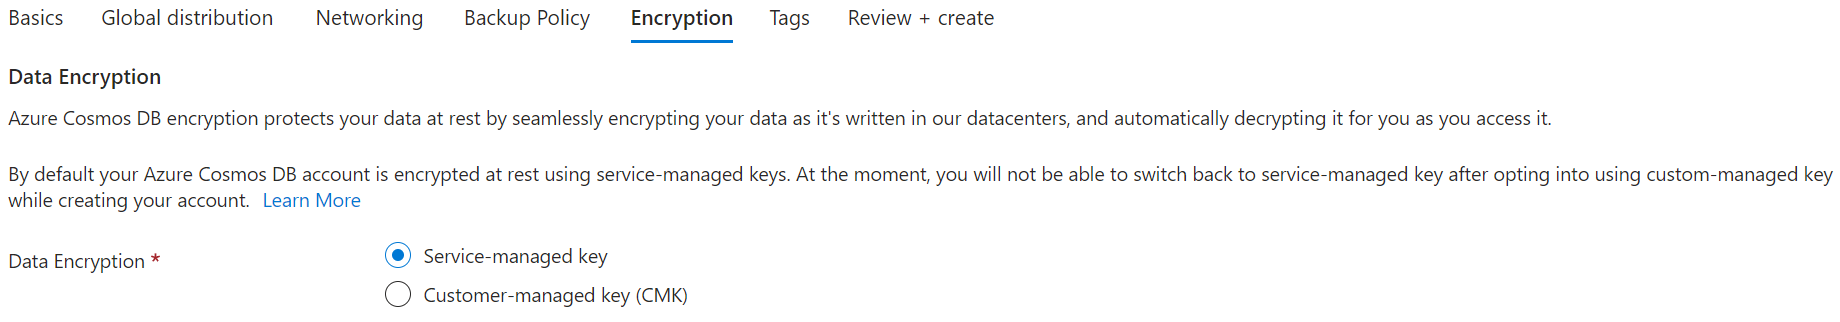 Basics Global distribution Networking Backup Policy Encryption Tags Review + create
Data Encryption
Azure Cosmos DB encryption protects your data at rest by seamlessly encrypting your data as it's written in our datacenters, and automatically decrypting it for you as you access it.
By default your Azure Cosmos DB account is encrypted at rest using service-managed keys. At the moment, you will not be able to switch back to service-managed key after opting into using custom-managed key
while creating your account. Learn More
Data Encryption * Service-managed key
Customer-managed key (CMK)